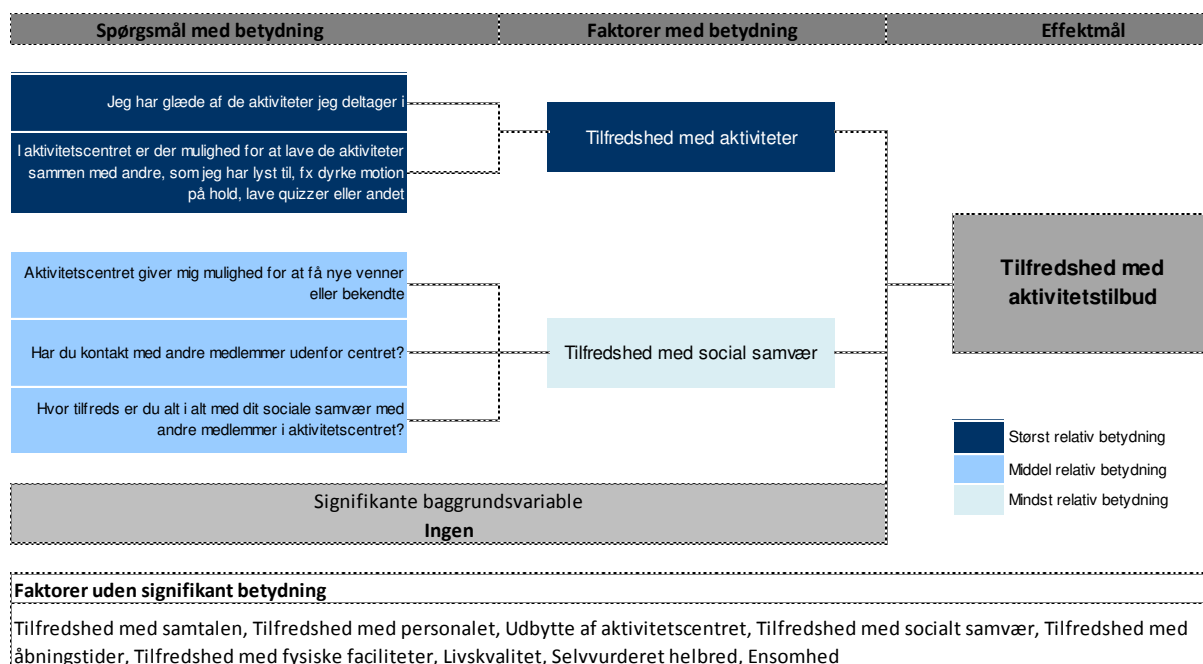 Spørgsmål med betydning
Faktorer med betydning
Effektmål
Jeg har glæde af de aktiviteter jeg deltager i
I aktivitetscentret er der mulighed for at lave de aktiviteter
sammen med andre, som jeg har lyst til, fx dyrke motion
på hold, lave quizzer eller andet
Tilfredshed med aktiviteter
Aktivitetscentret giver mig mulighed for at få nye venner
eller bekendte
Har du kontakt med andre medlemmer udenfor centret?
Hvor tilfreds er du alt i alt med dit sociale samvær med
andre medlemmer i aktivitetscentret?
Tilfredshed med social samvær
Tilfredshed med
aktivitetstilbud
Størst relativ betydning
Middel relativ betydning
Mindst relativ betydning
Signifikante baggrundsvariable
Ingen
Faktorer uden signifikant betydning
Tilfredshed med samtalen, Tilfredshed med personalet, Udbytte af aktivitetscentret, Tilfredshed med socialt samvær, Tilfredshed med
åbningstider, Tilfredshed med fysiske faciliteter, Livskvalitet, Selvvurderet helbred, Ensomhed